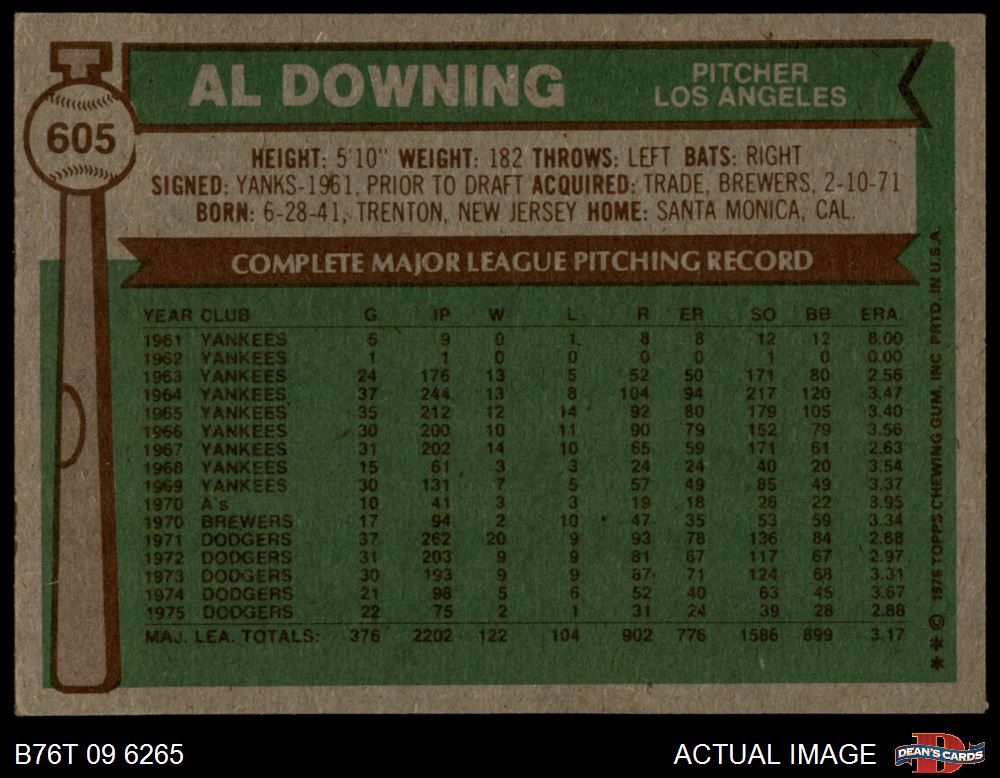 605
AL DOWNING
PITCHER
LOS ANGELES
HEIGHT: 5'10" WEIGHT: 182 THROWS: LEFT BATS: RIGHT
SIGNED: YANKS-1961, PRIOR TO DRAFT ACQUIRED: TRADE, BREWERS, 2-10-71
BORN: 6-28-41, TRENTON, NEW JERSEY HOME: SANTA MONICA, CAL.
COMPLETE MAJOR LEAGUE PITCHING RECORD
YEAR CLUB G IP W L R ER SO BB ERA
1961 YANKEES 5 9 0 1 8 8 12 12 8.00
1962 YANKEES 1 1 0 0 0 0 1 0 0.00
1963 YANKEES 24 176 13 5 52 50 171 80 2.56
1964 YANKEES 37 244 13 8 104 94 217 120 3.47
1965 YANKEES 35 212 12 14 92 80 179 105 3.40
1966 YANKEES 30 200 10 11 90 79 152 79 3.56
1967 YANKEES 31 202 14 10 65 59 171 61 2.63
1968 YANKEES 15 61 3 3 24 24 40 20 3.54
1969 YANKEES 30 131 7 5 57 49 85 49 3.37
1970 A's 10 41 3 3 19 18 26 22 3.95
1970 BREWERS 17 94 2 10 47 35 53 59 3.34
1971 DODGERS 37 262 20 9 93 78 136 84 2.68
1972 DODGERS 31 203 9 9 81 67 117 67 2.97
1973 DODGERS 30 193 9 9 87 71 124 68 3.31
1974 DODGERS 21 98 5 6 52 40 63 45 3.67
1975 DODGERS 22 75 2 1 31 24 39 28 2.88
MAJ. LEA. TOTALS: 376 2202 122 104 902 776 1586 899 3.17
** © 1976 TOPPS CHEWING GUM, INC PRTD. IN U.S.A.
B76T 09 6265
ACTUAL IMAGE
D
DEAN'S CARDS